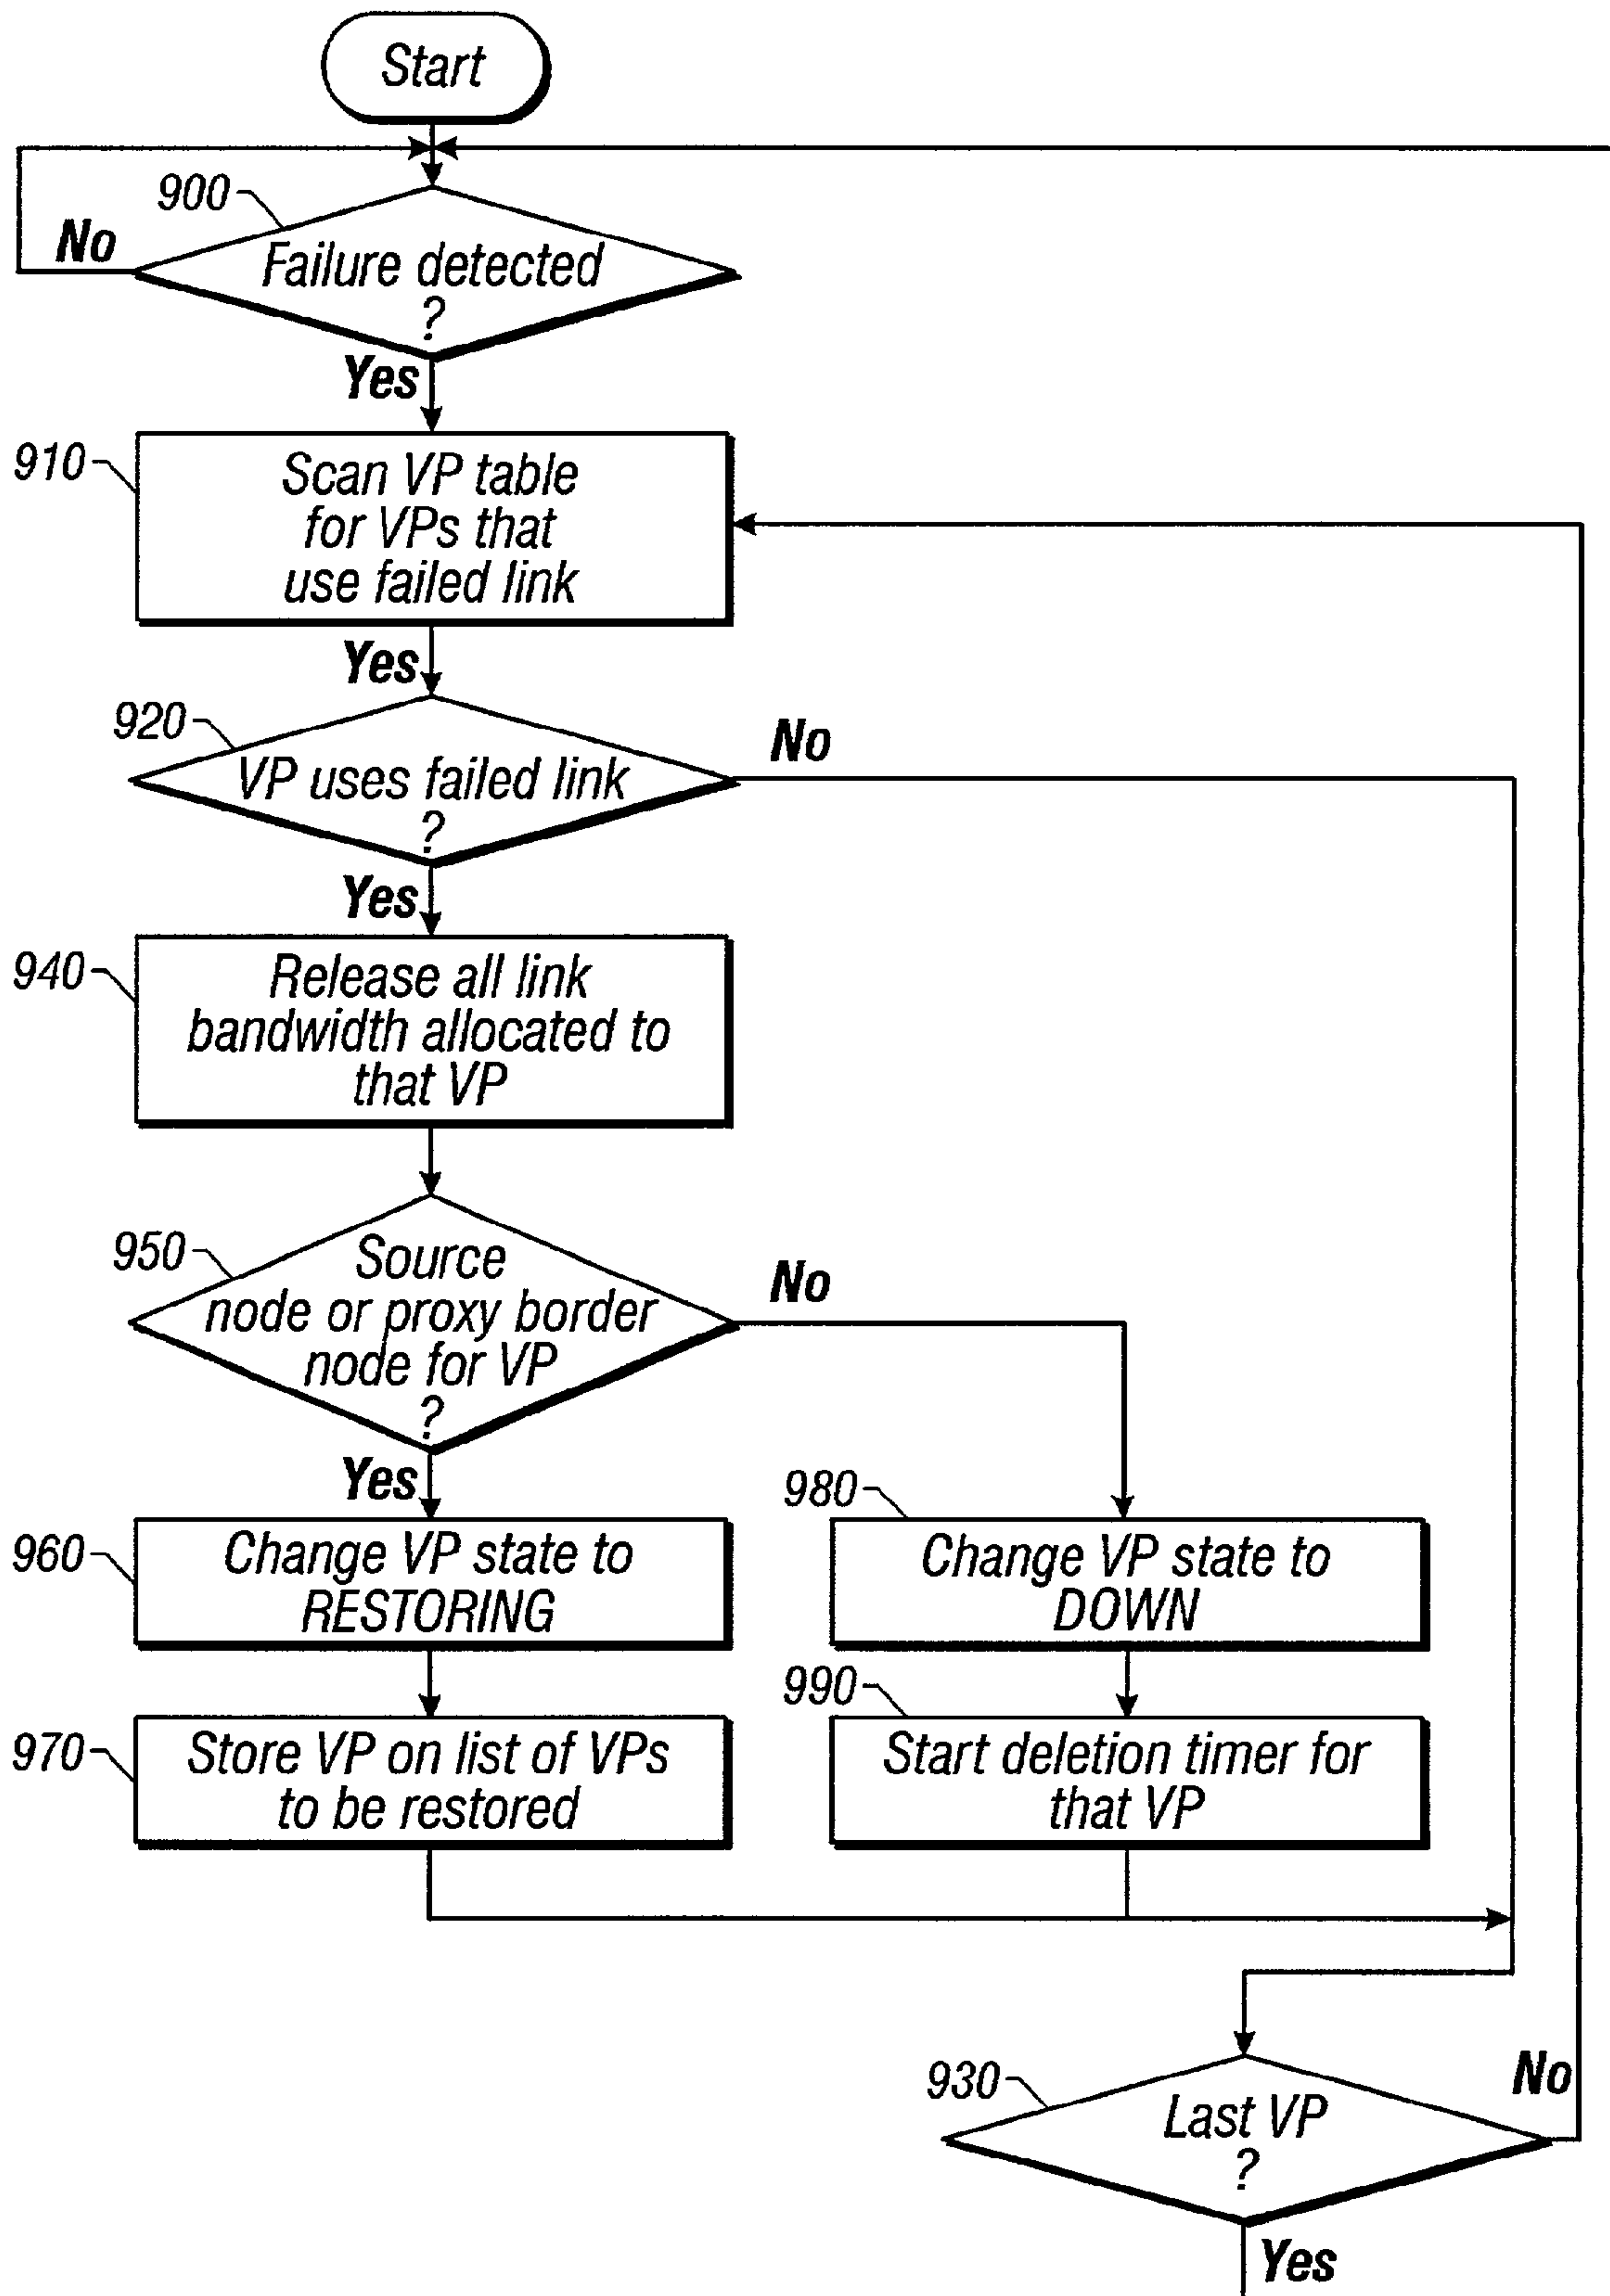 Start
900
No
Failure detected
?
Yes
910
Scan VP table
for VPs that
use failed link
Yes
920
No
VP uses failed link
?
Yes
940
Release all link
bandwidth allocated to
that VP
950
Source
node or proxy border
node for VP
?
No
Yes
960
Change VP state to
RESTORING
980
Change VP state to
DOWN
970
Store VP on list of VPs
to be restored
990
Start deletion timer for
that VP
930
Last VP
?
No
Yes